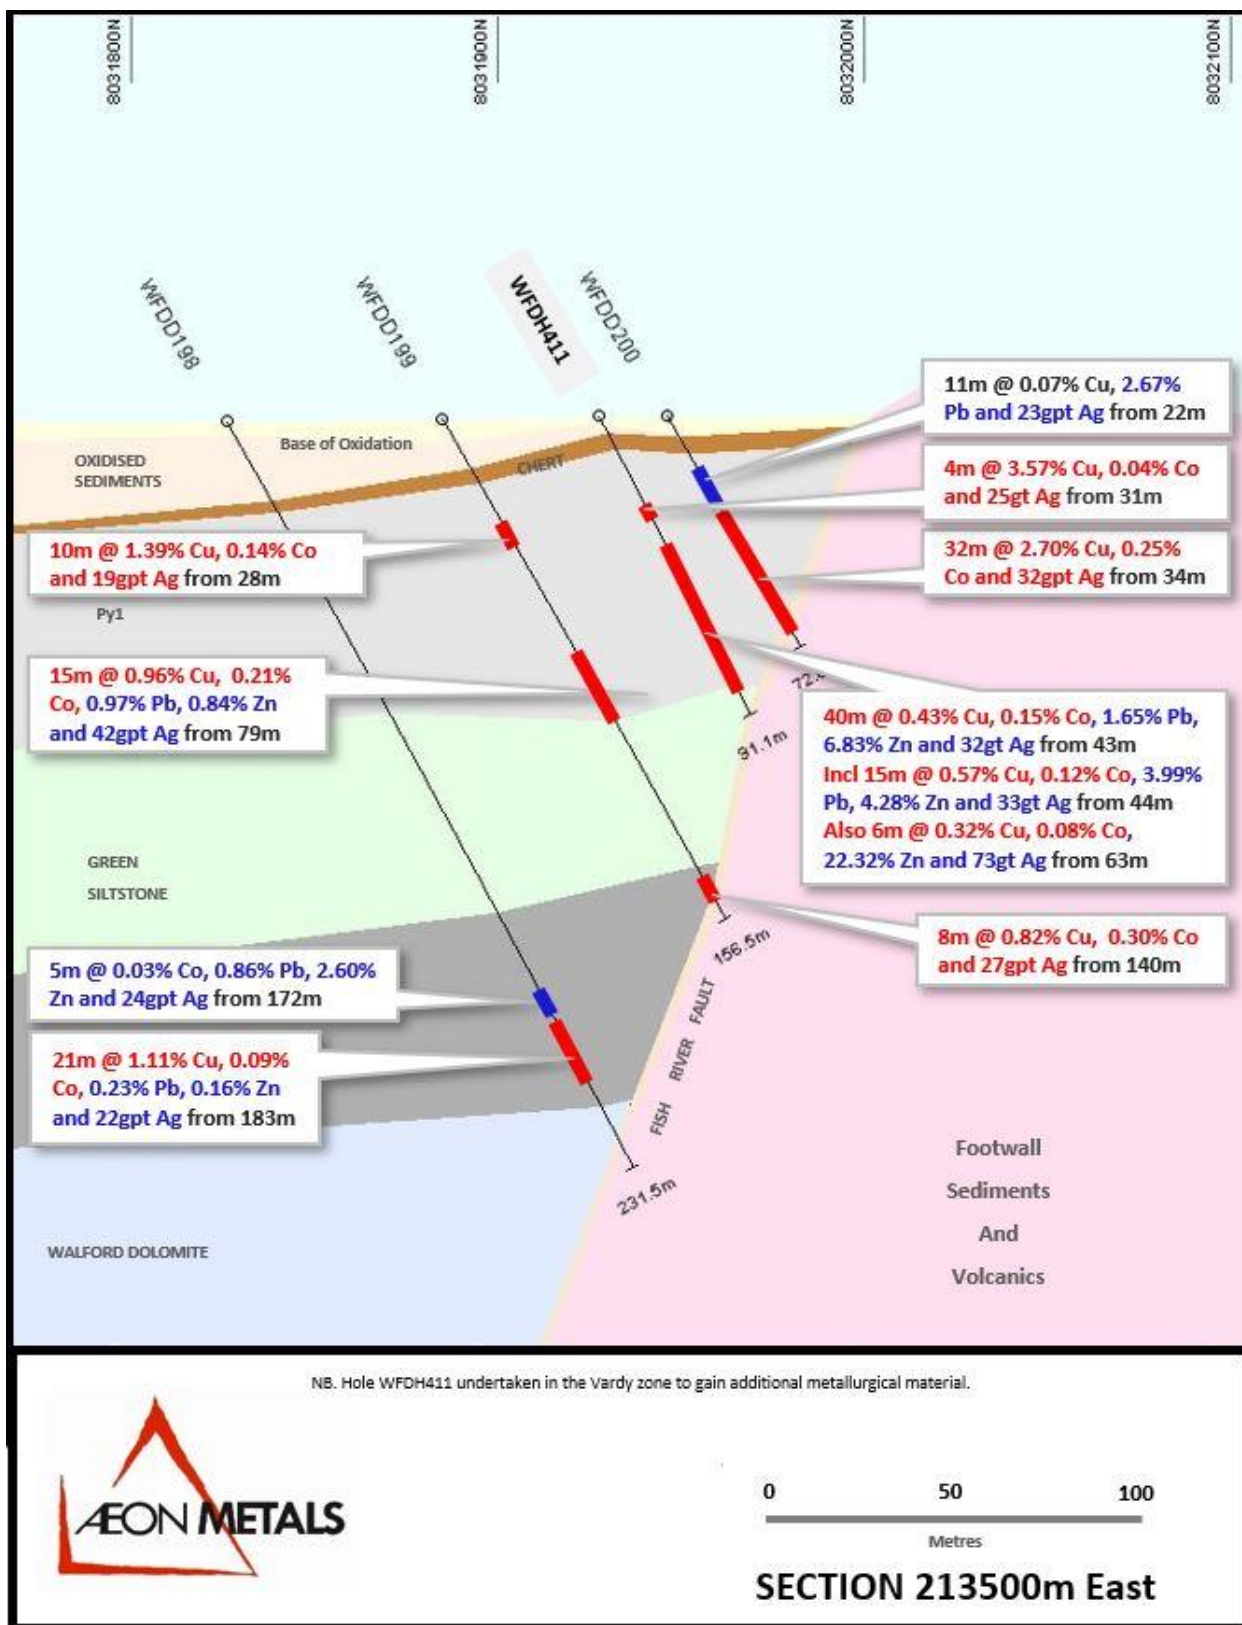 8031800N
8031900N
8032000N
8032100N
WFDD198
WFDD199
WFDH411
WFDD200
11m @ 0.07% Cu, 2.67%
Pb and 23gpt Ag from 22m
4m @ 3.57% Cu, 0.04% Co
and 25gt Ag from 31m
32m @ 2.70% Cu, 0.25%
Co and 32gpt Ag from 34m
Base of Oxidation
OXIDISED
SEDIMENTS
CHERT
10m @ 1.39% Cu, 0.14% Co
and 19gpt Ag from 28m
Py1
15m @ 0.96% Cu, 0.21%
Co, 0.97% Pb, 0.84% Zn
and 42gpt Ag from 79m
72.
91.1m
40m @ 0.43% Cu, 0.15% Co, 1.65% Pb,
6.83% Zn and 32gt Ag from 43m
Incl 15m @ 0.57% Cu, 0.12% Co, 3.99%
Pb, 4.28% Zn and 33gt Ag from 44m
Also 6m @ 0.32% Cu, 0.08% Co,
22.32% Zn and 73gt Ag from 63m
GREEN
SILTSTONE
8m @ 0.82% Cu, 0.30% Co
and 27gpt Ag from 140m
156.5m
5m @ 0.03% Co, 0.86% Pb, 2.60%
Zn and 24gpt Ag from 172m
21m @ 1.11% Cu, 0.09%
Co, 0.23% Pb, 0.16% Zn
and 22gpt Ag from 183m
FISH RIVER FAULT
231.5m
WALFORD DOLOMITE
Footwall
Sediments
And
Volcanics
NB. Hole WFDH411 undertaken in the Vardy zone to gain additional metallurgical material.
ÆON METALS
0 50 100
Metres
SECTION 213500m East